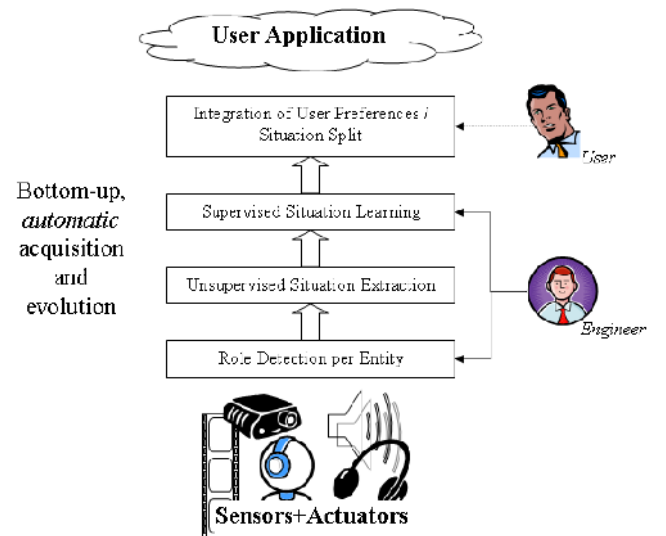 User Application
Integration of User Preferences /
Situation Split
User
Bottom-up,
automatic
acquisition
and
evolution
Supervised Situation Learning
Unsupervised Situation Extraction
Engineer
Role Detection per Entity
Sensors+Actuators